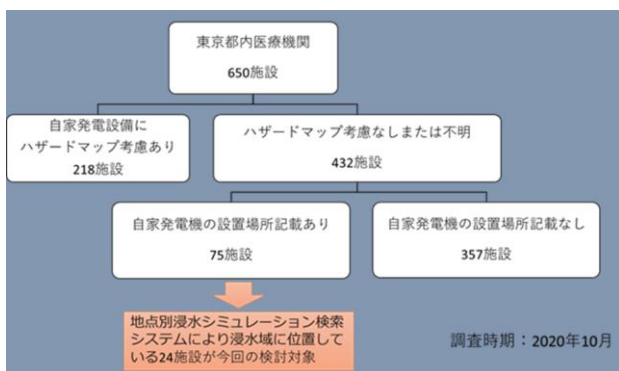 東京都内医療機関
650施設
自家発電設備に
ハザードマップ考慮あり
218施設
ハザードマップ考慮なしまたは不明
432施設
自家発電機の設置場所記載あり
75施設
自家発電機の設置場所記載なし
357施設
地点別浸水シミュレーション検索
システムにより浸水域に位置して
いる24施設が今回の検討対象
調査時期：2020年10月